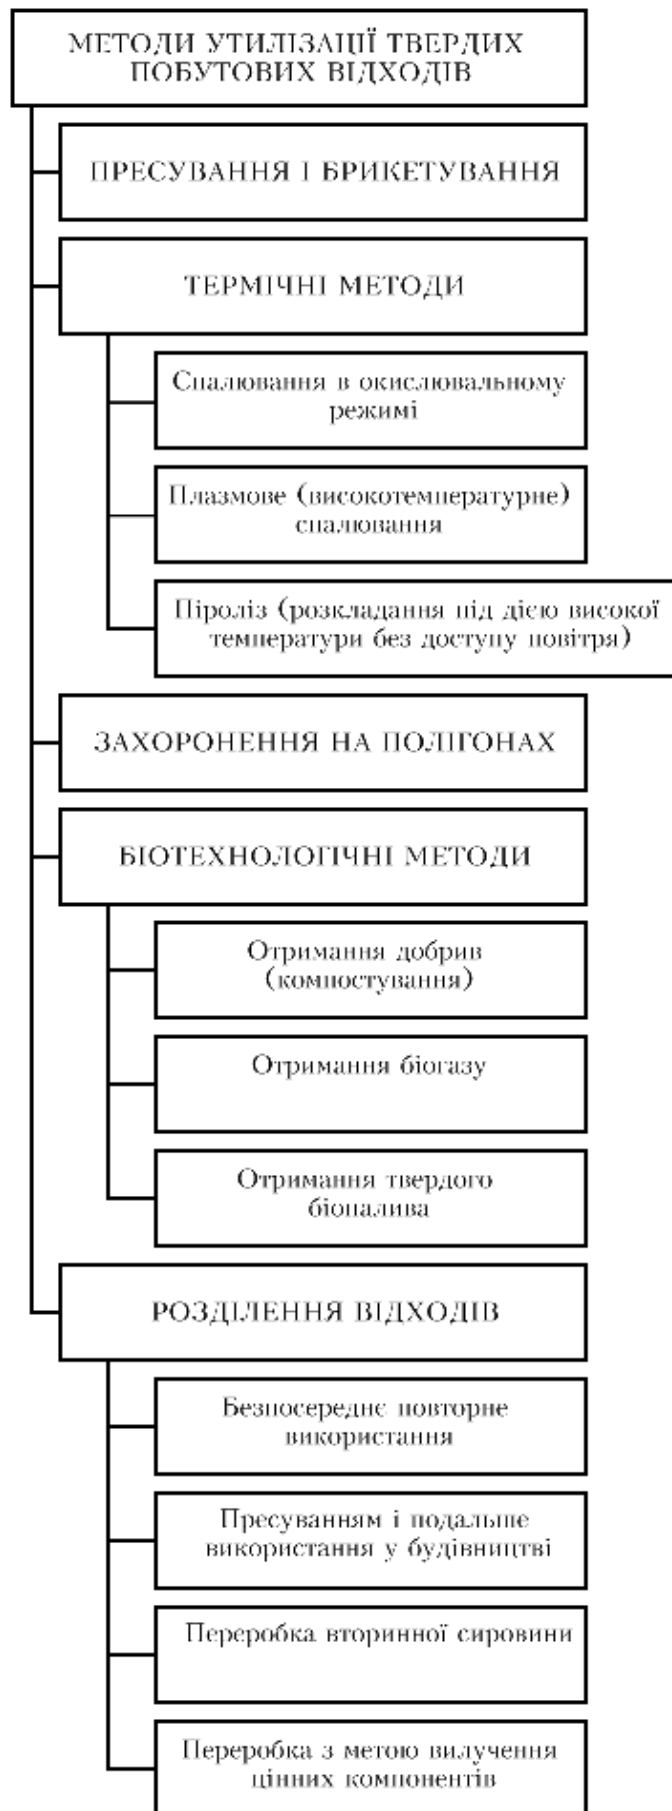 МЕТОДИ УТИЛІЗАЦІЇ ТВЕРДИХ
ПОБУТОВИХ ВІДХОДІВ
ПРЕСУВАННЯ І БРИКЕТУВАННЯ
ТЕРМІЧНІ МЕТОДИ
Спалювання в окислювальному
режимі
Плазмове (високотемпературне)
спалювання
Піроліз (розкладання під дією високої
температури без доступу повітря)
ЗАХОРОНЕННЯ НА ПОЛІГОНАХ
БІОТЕХНОЛОГІЧНІ МЕТОДИ
Отримання добрив
(компостування)
Отримання біогазу
Отримання твердого
біопалива
РОЗДІЛЕННЯ ВІДХОДІВ
Безпосереднє повторне
використання
Пресуванням і подальше
використання у будівництві
Переробка вторинної сировини
Переробка з метою вилучення
цінних компонентів